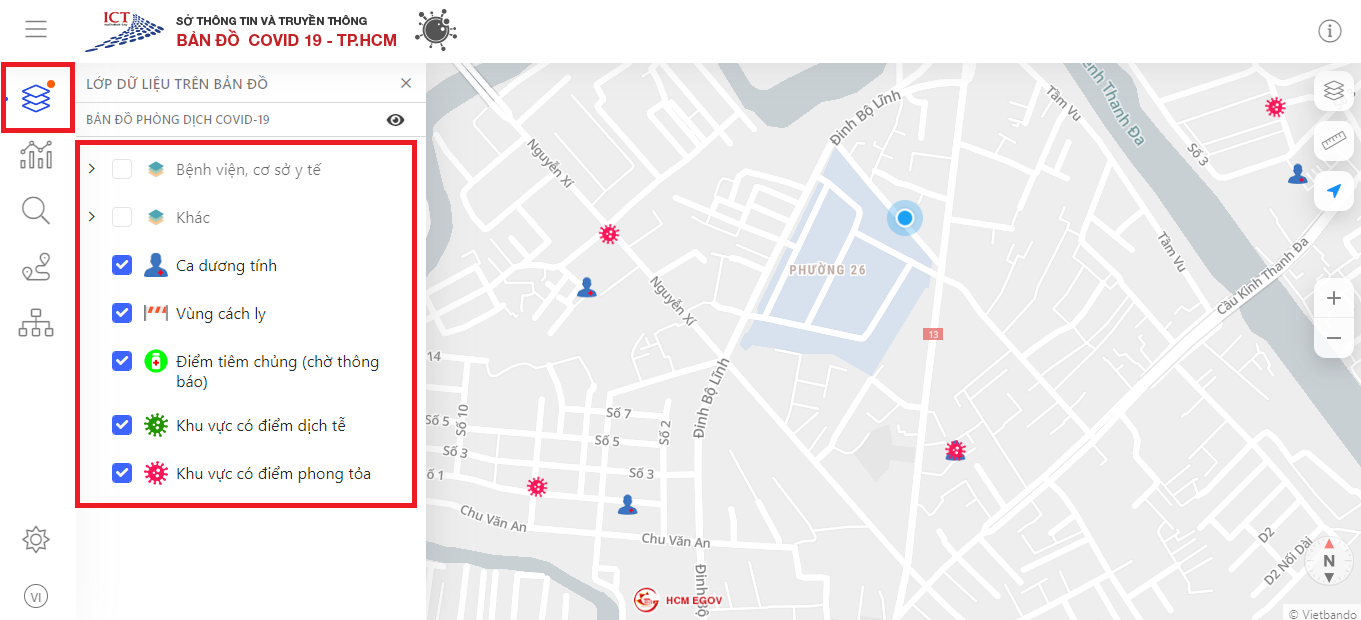 ICT
SỞ THÔNG TIN VÀ TRUYỀN THÔNG
BẢN ĐỒ COVID 19 - TP.HCM
LỚP DỮ LIỆU TRÊN BẢN ĐỒ
BẢN ĐỒ PHÒNG DỊCH COVID-19
Bệnh viện, cơ sở y tế
Khác
Ca dương tính
Vùng cách ly
Điểm tiêm chủng (chờ thông
báo)
Khu vực có điểm dịch tễ
Khu vực có điểm phong tỏa
VI
Đinh Bộ Lĩnh
Tầm Vu
ênh Thanh Đa
Số 3
Nguyễn Xí
PHƯỜNG 26
Tầm Vu
Cầu Kinh Thanh Đa
Nguyễn Xí
13
14
Đinh Bộ Lĩnh
Số 7
Số 5
Số 10
Số 2
Số 5
Số 3
Số 3
ố 1
Chu Văn An
Chu Văn An
Đinh Bộ
D2
D2 Nối Dài
N
HCM EGOV
© Vietbando